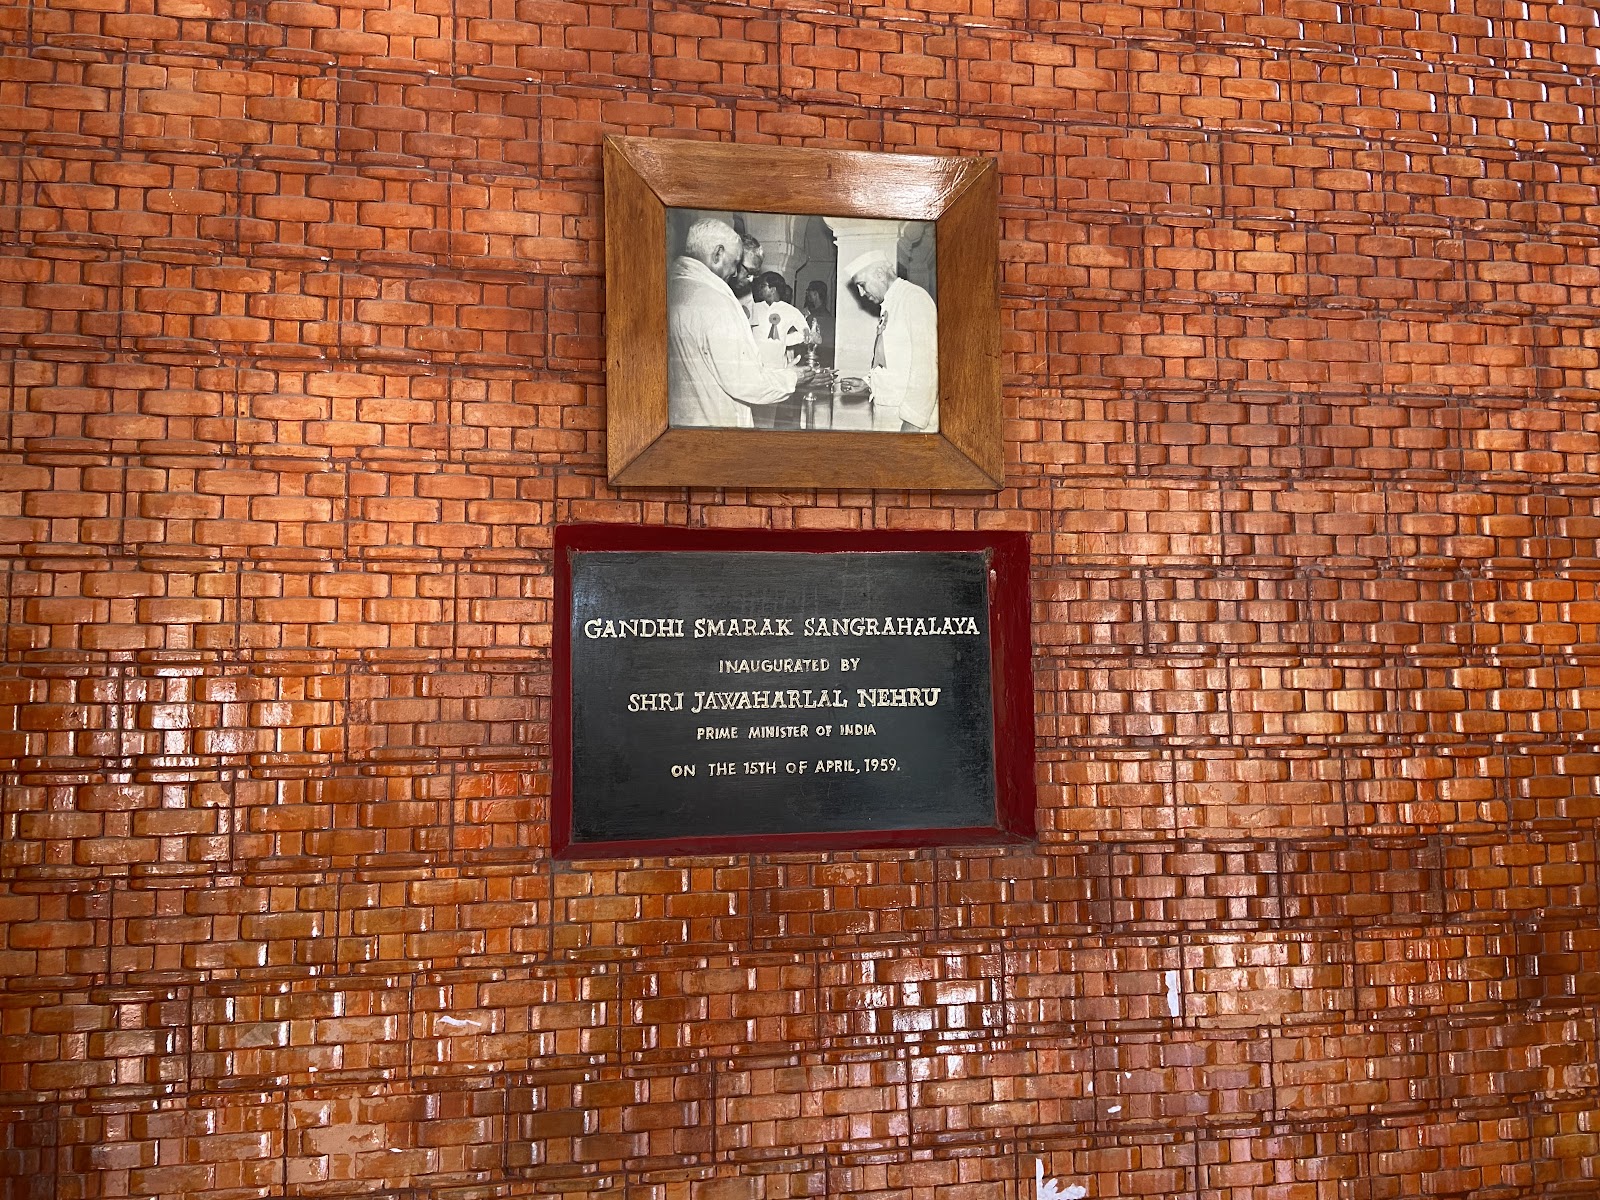 GANDHI SMARAK SANGRAHALAYA
INAUGURATED BY
SHRI JAWAHARLAL NEHRU
PRIME MINISTER OF INDIA
ON THE 15TH OF APRIL, 1959.